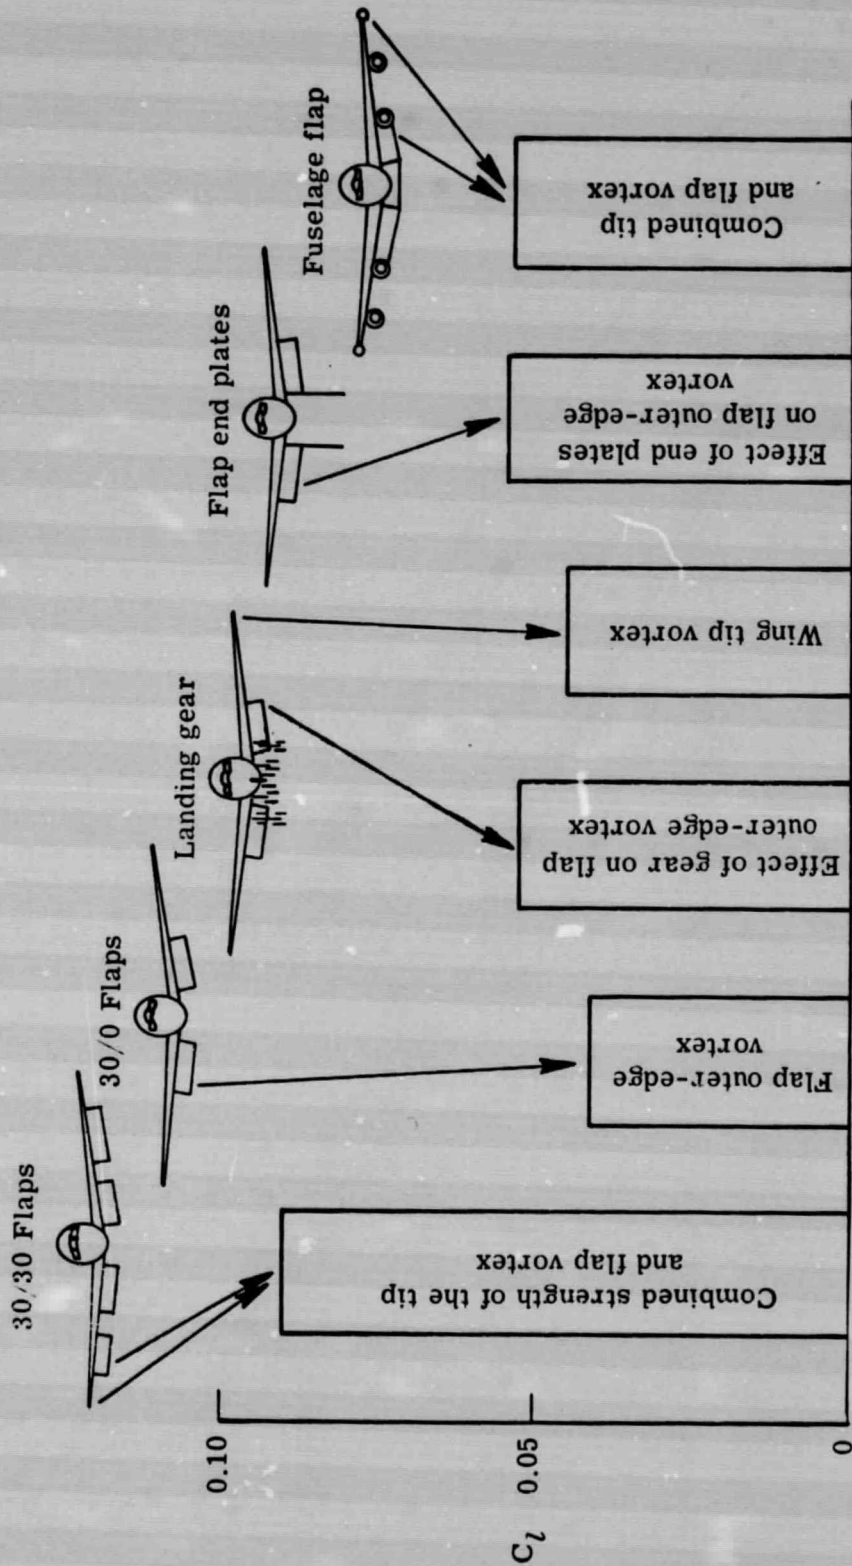 30/30 Flaps
30/0 Flaps
Landing gear
Flap end plates
Fuselage flap
0.10
0.05
0
C_l
Combined strength of the tip
and flap vortex
Flap outer-edge
vortex
Effect of gear on flap
outer-edge vortex
Wing tip vortex
Effect of end plates
on flap outer-edge
vortex
Combined tip
and flap vortex